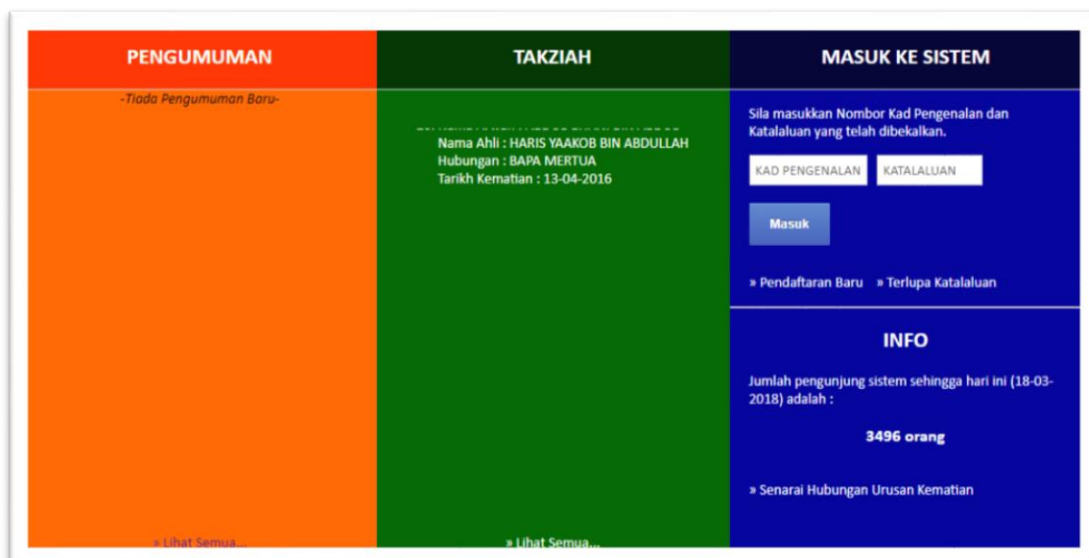 PENGUMUMAN
-Tiada Pengumuman Baru-
» Lihat Semua...
TAKZIAH
Nama Ahli : HARIS YAAKOB BIN ABDULLAH
Hubungan : BAPA MERTUA
Tarikh Kematian : 13-04-2016
» Lihat Semua...
MASUK KE SISTEM
Sila masukkan Nombor Kad Pengenalan dan
Katalaluan yang telah dibekalkan.
KAD PENGENALAN KATALALUAN
Masuk
» Pendaftaran Baru » Terlupa Katalaluan
INFO
Jumlah pengunjung sistem sehingga hari ini (18-03-
2018) adalah :
3496 orang
» Senarai Hubungan Urusan Kematian